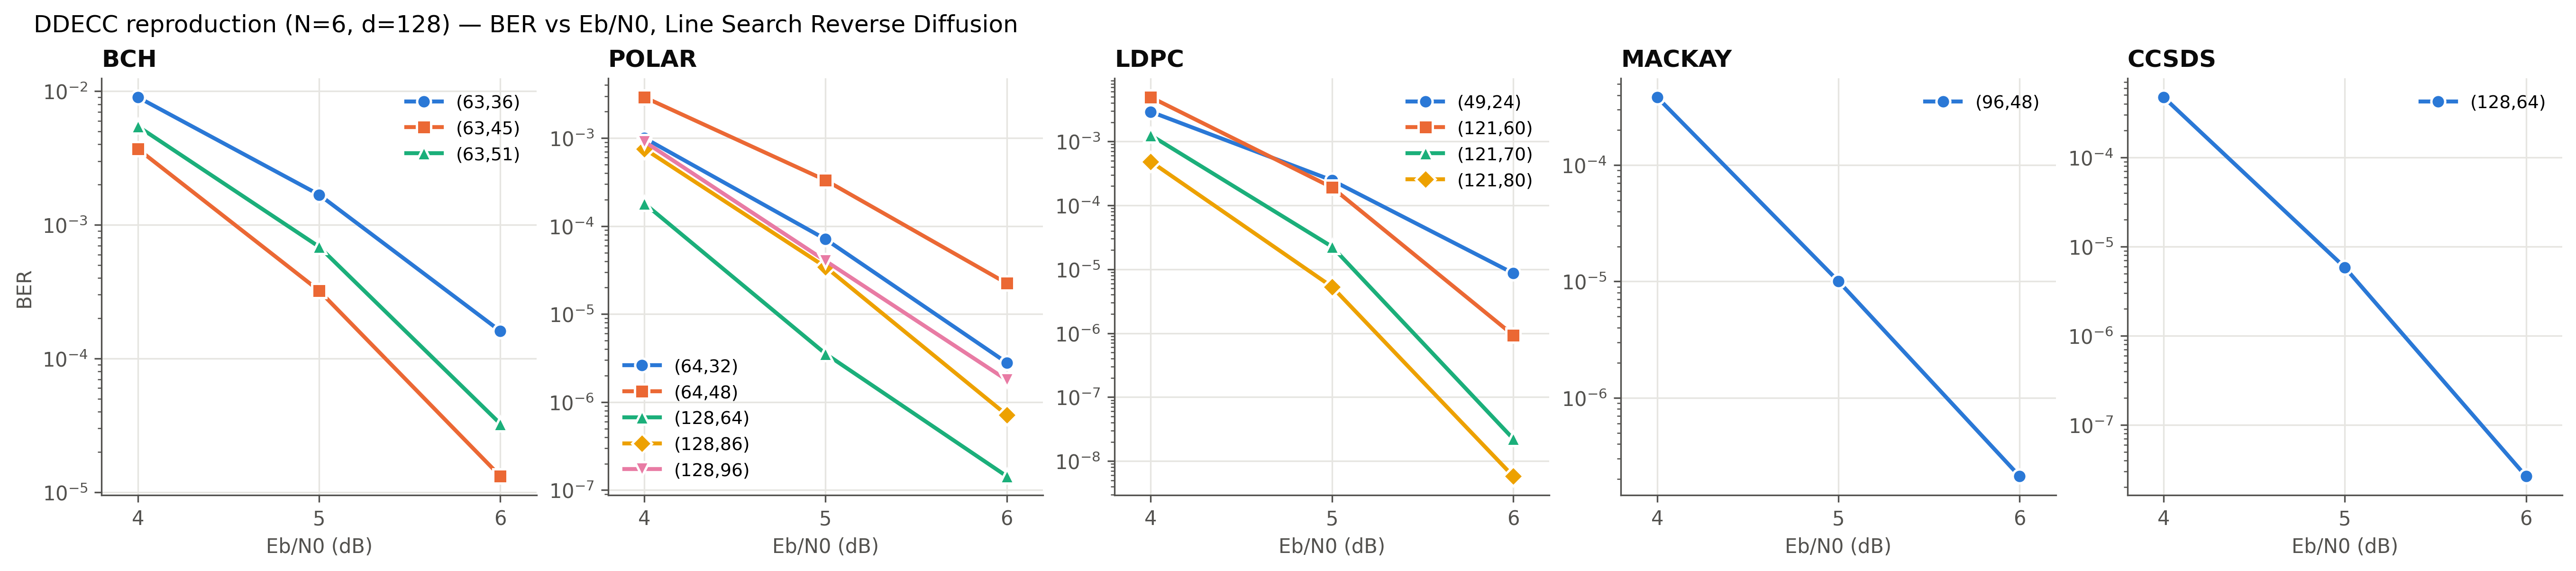 DDECC reproduction (N=6, d=128) — BER vs Eb/N0, Line Search Reverse Diffusion
BCH
BER
10⁻²
10⁻³
10⁻⁴
10⁻⁵
(63,36)
(63,45)
(63,51)
4 5 6
Eb/N0 (dB)
POLAR
10⁻³
10⁻⁴
10⁻⁵
10⁻⁶
10⁻⁷
(64,32)
(64,48)
(128,64)
(128,86)
(128,96)
4 5 6
Eb/N0 (dB)
LDPC
10⁻³
10⁻⁴
10⁻⁵
10⁻⁶
10⁻⁷
10⁻⁸
(49,24)
(121,60)
(121,70)
(121,80)
4 5 6
Eb/N0 (dB)
MACKAY
10⁻⁴
10⁻⁵
10⁻⁶
(96,48)
4 5 6
Eb/N0 (dB)
CCSDS
10⁻⁴
10⁻⁵
10⁻⁶
10⁻⁷
(128,64)
4 5 6
Eb/N0 (dB)